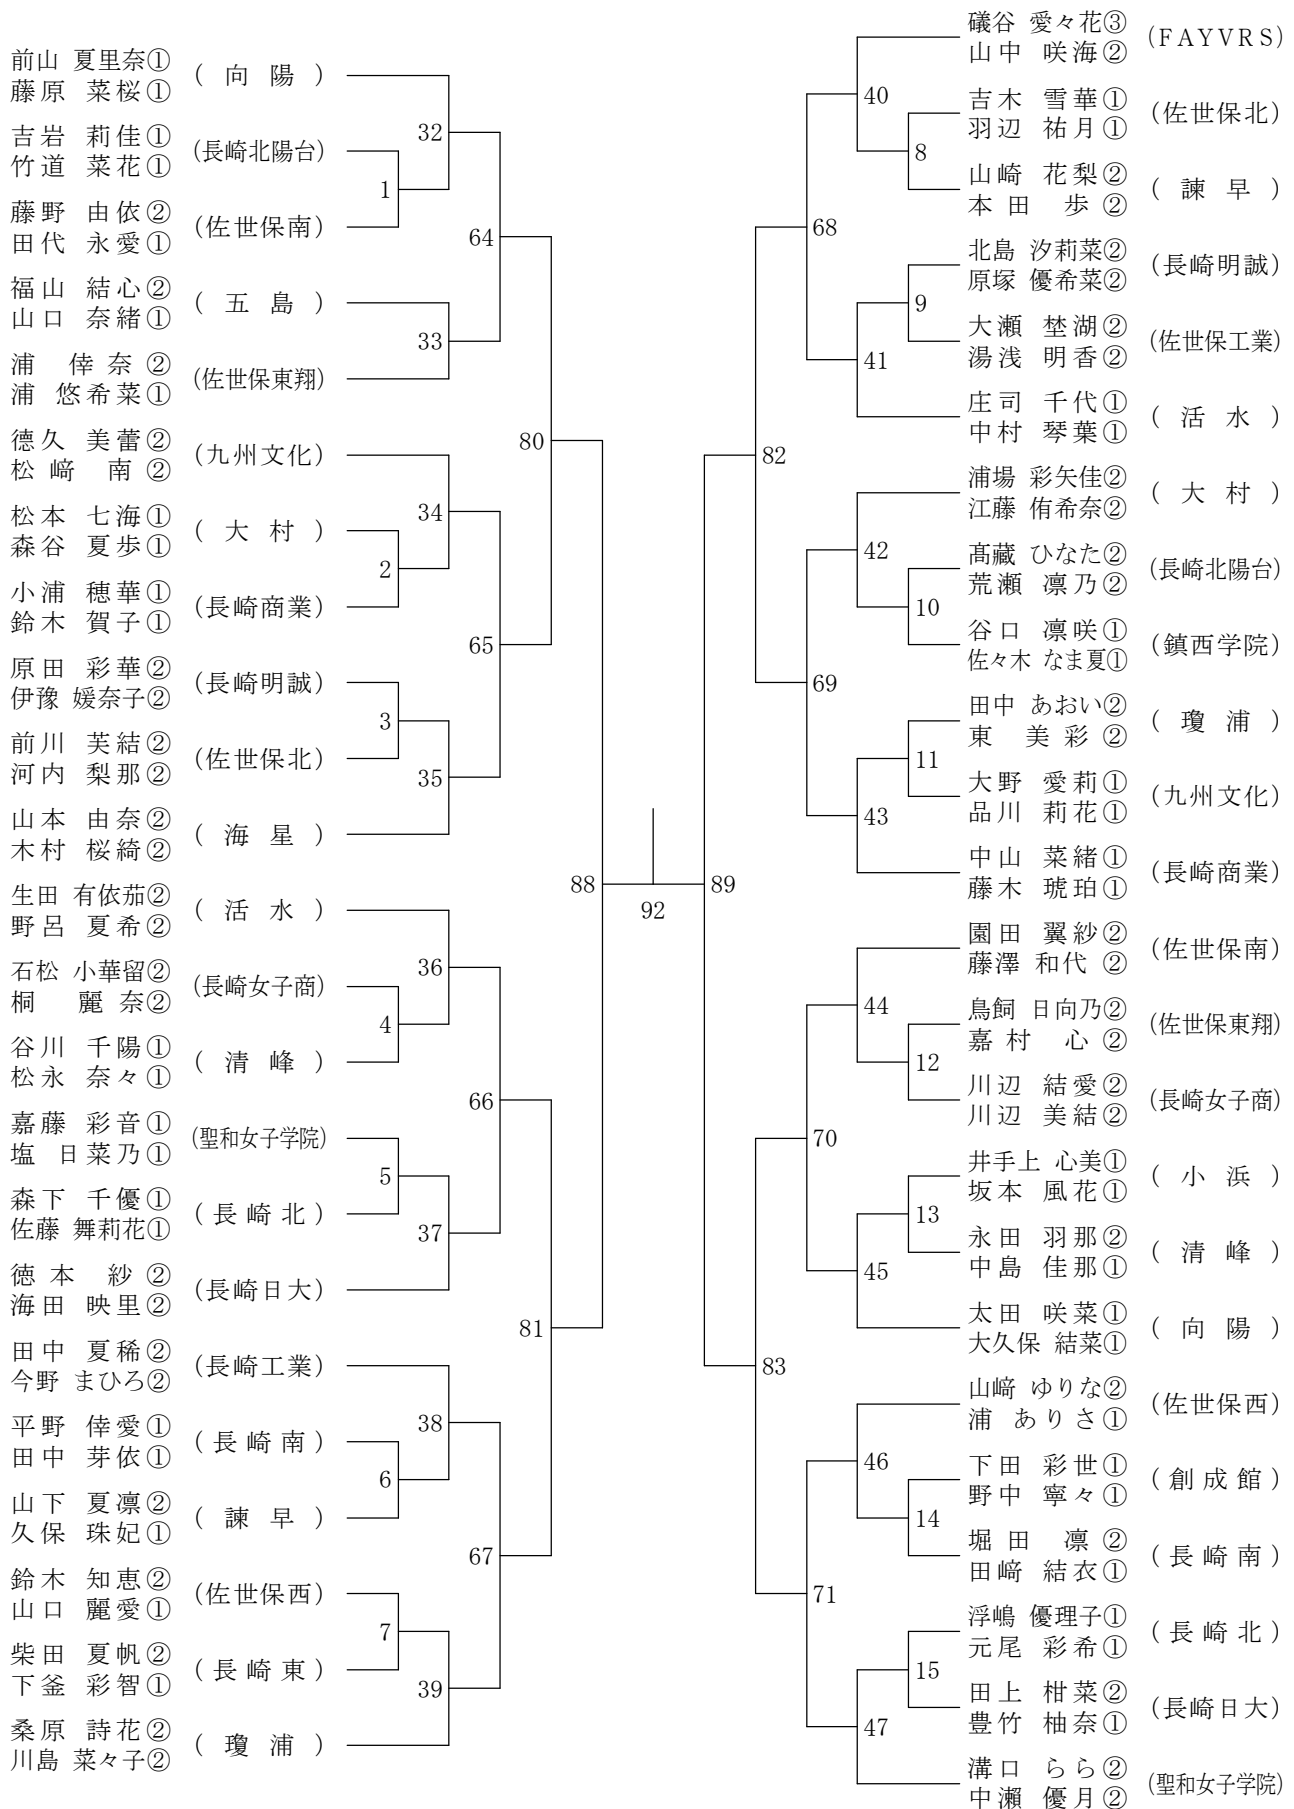 前山 夏里奈①
藤原 菜桜①
(向陽)
吉岩 莉佳①
竹道 菜花①
(長崎北陽台)
藤野 由依②
田代 永愛①
(佐世保南)
福山 結心②
山口 奈緒①
(五島)
浦 倖奈②
浦 悠希菜①
(佐世保東翔)
德久 美蕾②
松﨑 南②
(九州文化)
松本 七海①
森谷 夏歩①
(大村)
小浦 穂華①
鈴木 賀子①
(長崎商業)
原田 彩華②
伊豫 媛奈子②
(長崎明誠)
前川 芙結②
河内 梨那②
(佐世保北)
山本 由奈②
木村 桜綺②
(海星)
生田 有依茄②
野呂 夏希②
(活水)
石松 小華留②
桐 麗奈②
(長崎女子商)
谷川 千陽①
松永 奈々①
(清峰)
嘉藤 彩音①
塩 日菜乃①
(聖和女子学院)
森下 千優①
佐藤 舞莉花①
(長崎北)
徳本 紗②
海田 映里②
(長崎日大)
田中 夏稀②
今野 まひろ②
(長崎工業)
平野 倖愛①
田中 芽依①
(長崎南)
山下 夏凛②
久保 珠妃①
(諫早)
鈴木 知恵②
山口 麗愛①
(佐世保西)
柴田 夏帆②
下釜 彩智①
(長崎東)
桑原 詩花②
川島 菜々子②
(瓊浦)
32
1
64
33
80
34
2
65
3
35
88
36
4
66
5
37
81
38
6
67
7
39
92
89
40
8
68
9
41
82
42
10
69
11
43
44
12
70
13
45
83
46
14
71
15
47
礒谷 愛々花③
山中 咲海②
(FAYVRS)
吉木 雪華①
羽辺 祐月①
(佐世保北)
山崎 花梨②
本田 歩②
(諫早)
北島 汐莉菜②
原塚 優希菜②
(長崎明誠)
大瀬 埜湖②
湯浅 明香②
(佐世保工業)
庄司 千代①
中村 琴葉①
(活水)
浦場 彩矢佳②
江藤 侑希奈②
(大村)
髙藏 ひなた②
荒瀬 凛乃②
(長崎北陽台)
谷口 凛咲①
佐々木 なま夏①
(鎮西学院)
田中 あおい②
東 美彩②
(瓊浦)
大野 愛莉①
品川 莉花①
(九州文化)
中山 菜緒①
藤木 琥珀①
(長崎商業)
園田 翼紗②
藤澤 和代②
(佐世保南)
鳥飼 日向乃②
嘉村 心②
(佐世保東翔)
川辺 結愛②
川辺 美結②
(長崎女子商)
井手上 心美①
坂本 風花①
(小浜)
永田 羽那②
中島 佳那①
(清峰)
太田 咲菜①
大久保 結菜①
(向陽)
山﨑 ゆりな②
浦 ありさ①
(佐世保西)
下田 彩世①
野中 寧々①
(創成館)
堀田 凛②
田﨑 結衣①
(長崎南)
浮嶋 優理子①
元尾 彩希①
(長崎北)
田上 柑菜②
豊竹 柚奈①
(長崎日大)
溝口 らら②
中瀬 優月②
(聖和女子学院)